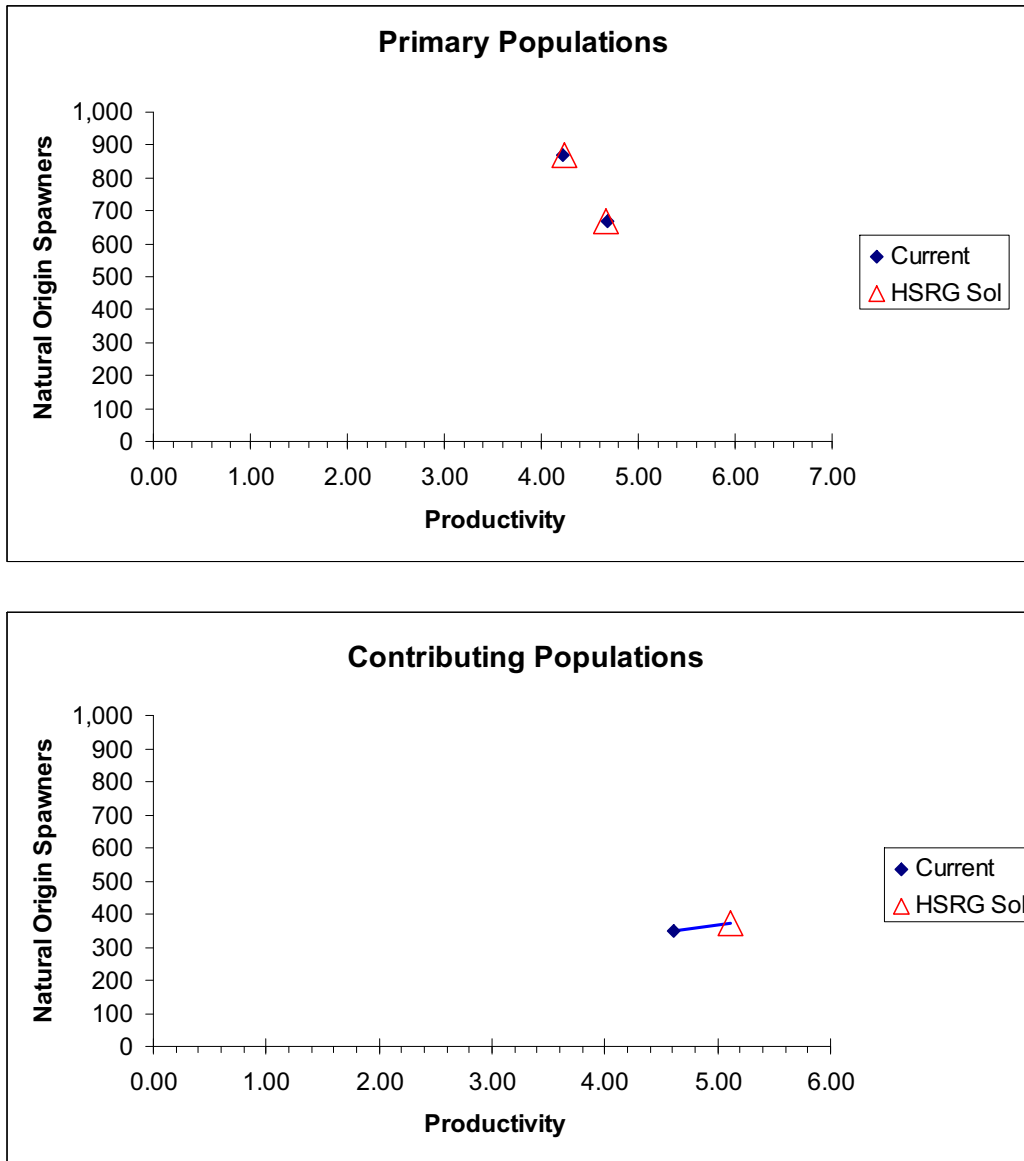 Primary Populations
1,000
900
800
700
600
500
400
300
200
100
0
Natural Origin Spawners
0.00 1.00 2.00 3.00 4.00 5.00 6.00 7.00
Productivity
Current
HSRG Sol
Contributing Populations
1,000
900
800
700
600
500
400
300
200
100
0
Natural Origin Spawners
0.00 1.00 2.00 3.00 4.00 5.00 6.00
Productivity
Current
HSRG Sol